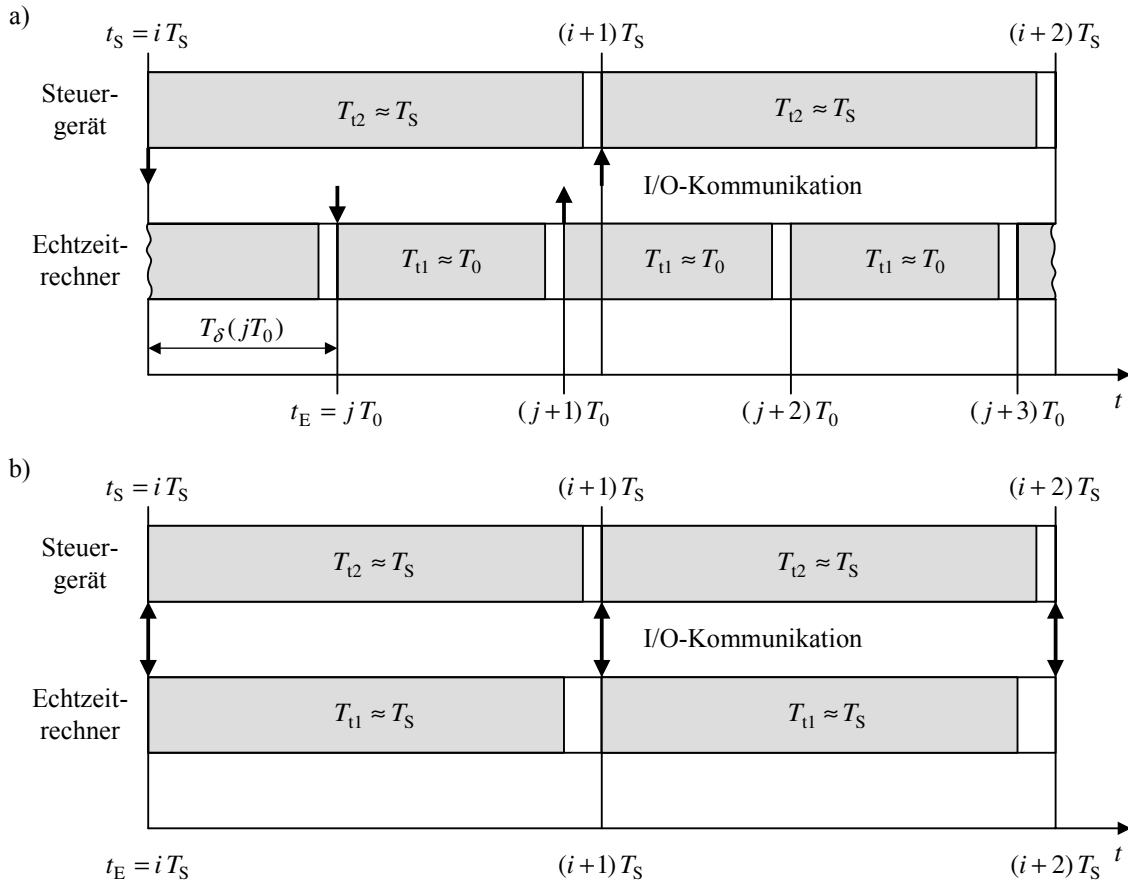 a)
t_S = i T_S (i+1) T_S (i+2) T_S
Steuer-
gerät
T_t2 ≈ T_S T_t2 ≈ T_S
I/O-Kommunikation
Echtzeit-
rechner
T_t1 ≈ T_0 T_t1 ≈ T_0 T_t1 ≈ T_0
T_δ(jT_0)
t_E = jT_0 (j+1)T_0 (j+2)T_0 (j+3)T_0 t
b)
t_S = i T_S (i+1) T_S (i+2) T_S
Steuer-
gerät
T_t2 ≈ T_S T_t2 ≈ T_S
I/O-Kommunikation
Echtzeit-
rechner
T_t1 ≈ T_S T_t1 ≈ T_S
t
t_E = i T_S (i+1) T_S (i+2) T_S